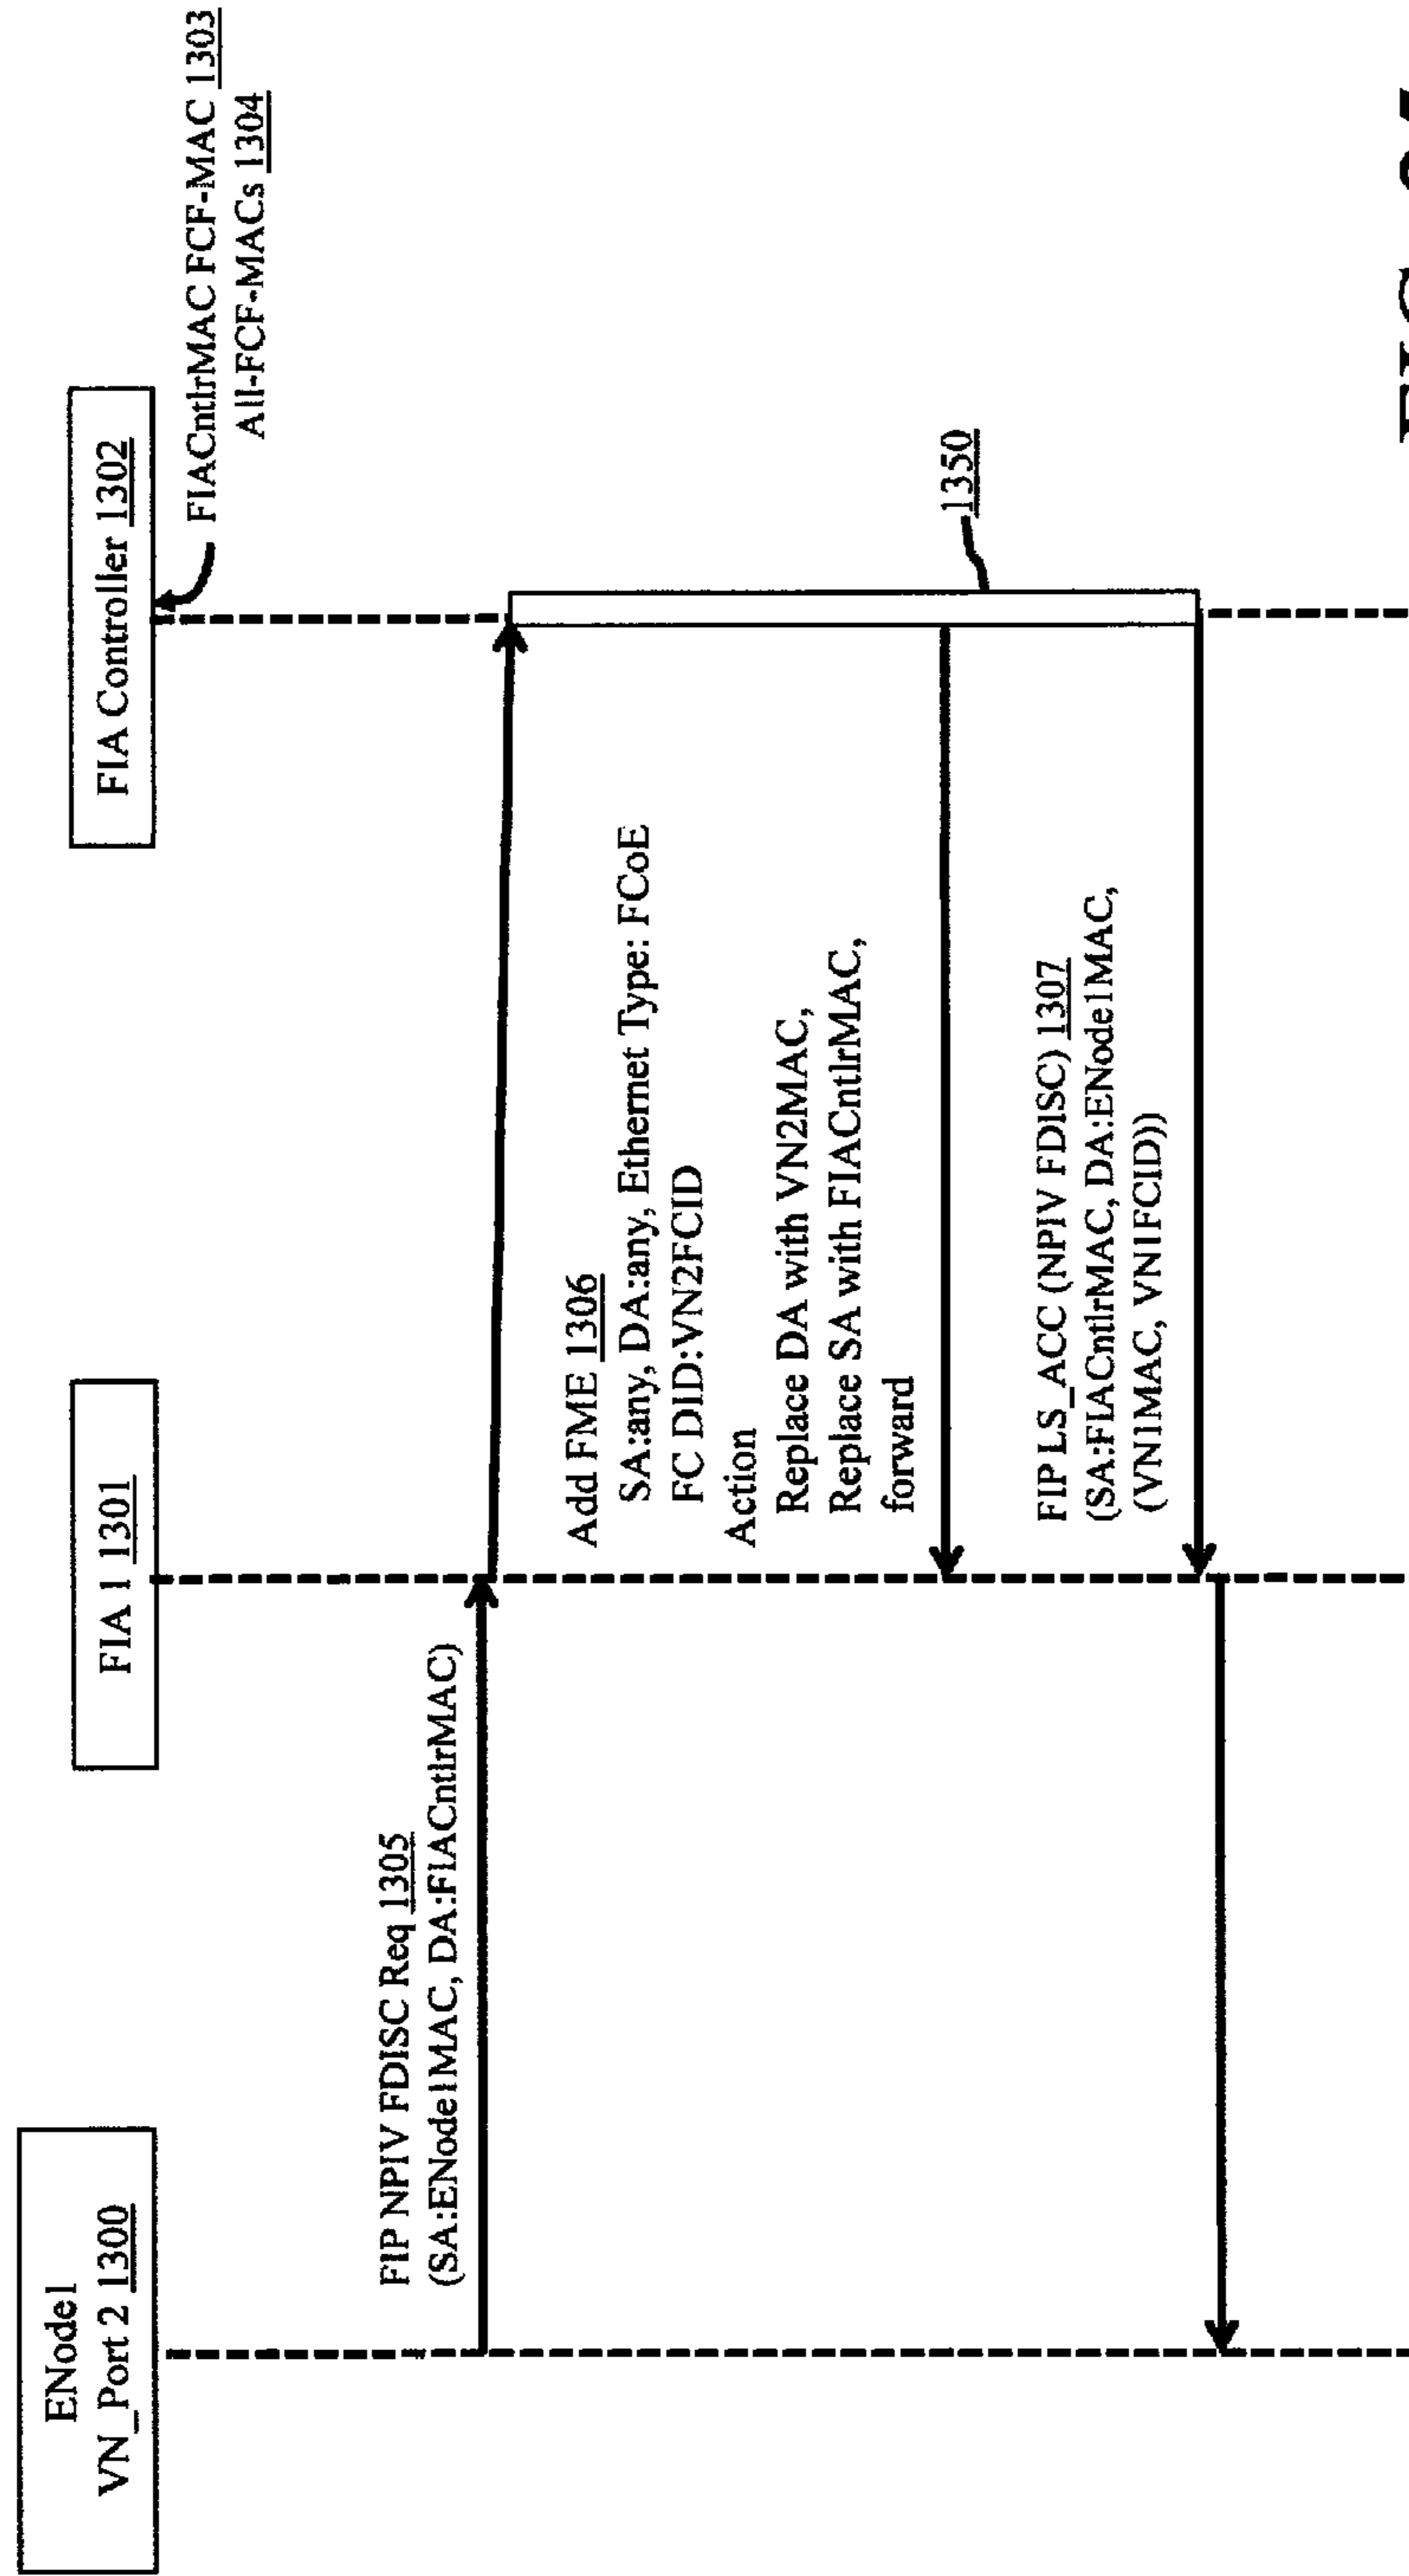 ENode1
VN_Port 2 1300
FIA 1 1301
FIA Controller 1302
FIACntlrMAC FCF-MAC 1303
All-FCF-MACs 1304
FIP NPIV FDISC Req 1305
(SA:ENode1MAC, DA:FIACntlrMAC)
Add FME 1306
SA:any, DA:any, Ethernet Type: FCoE
FC DID:VN2FCID
Action
Replace DA with VN2MAC,
Replace SA with FIACntlrMAC,
forward
1350
FIP LS_ACC (NPIV FDISC) 1307
(SA:FIACntlrMAC, DA:ENode1MAC,
(VN1MAC, VN1FCID))